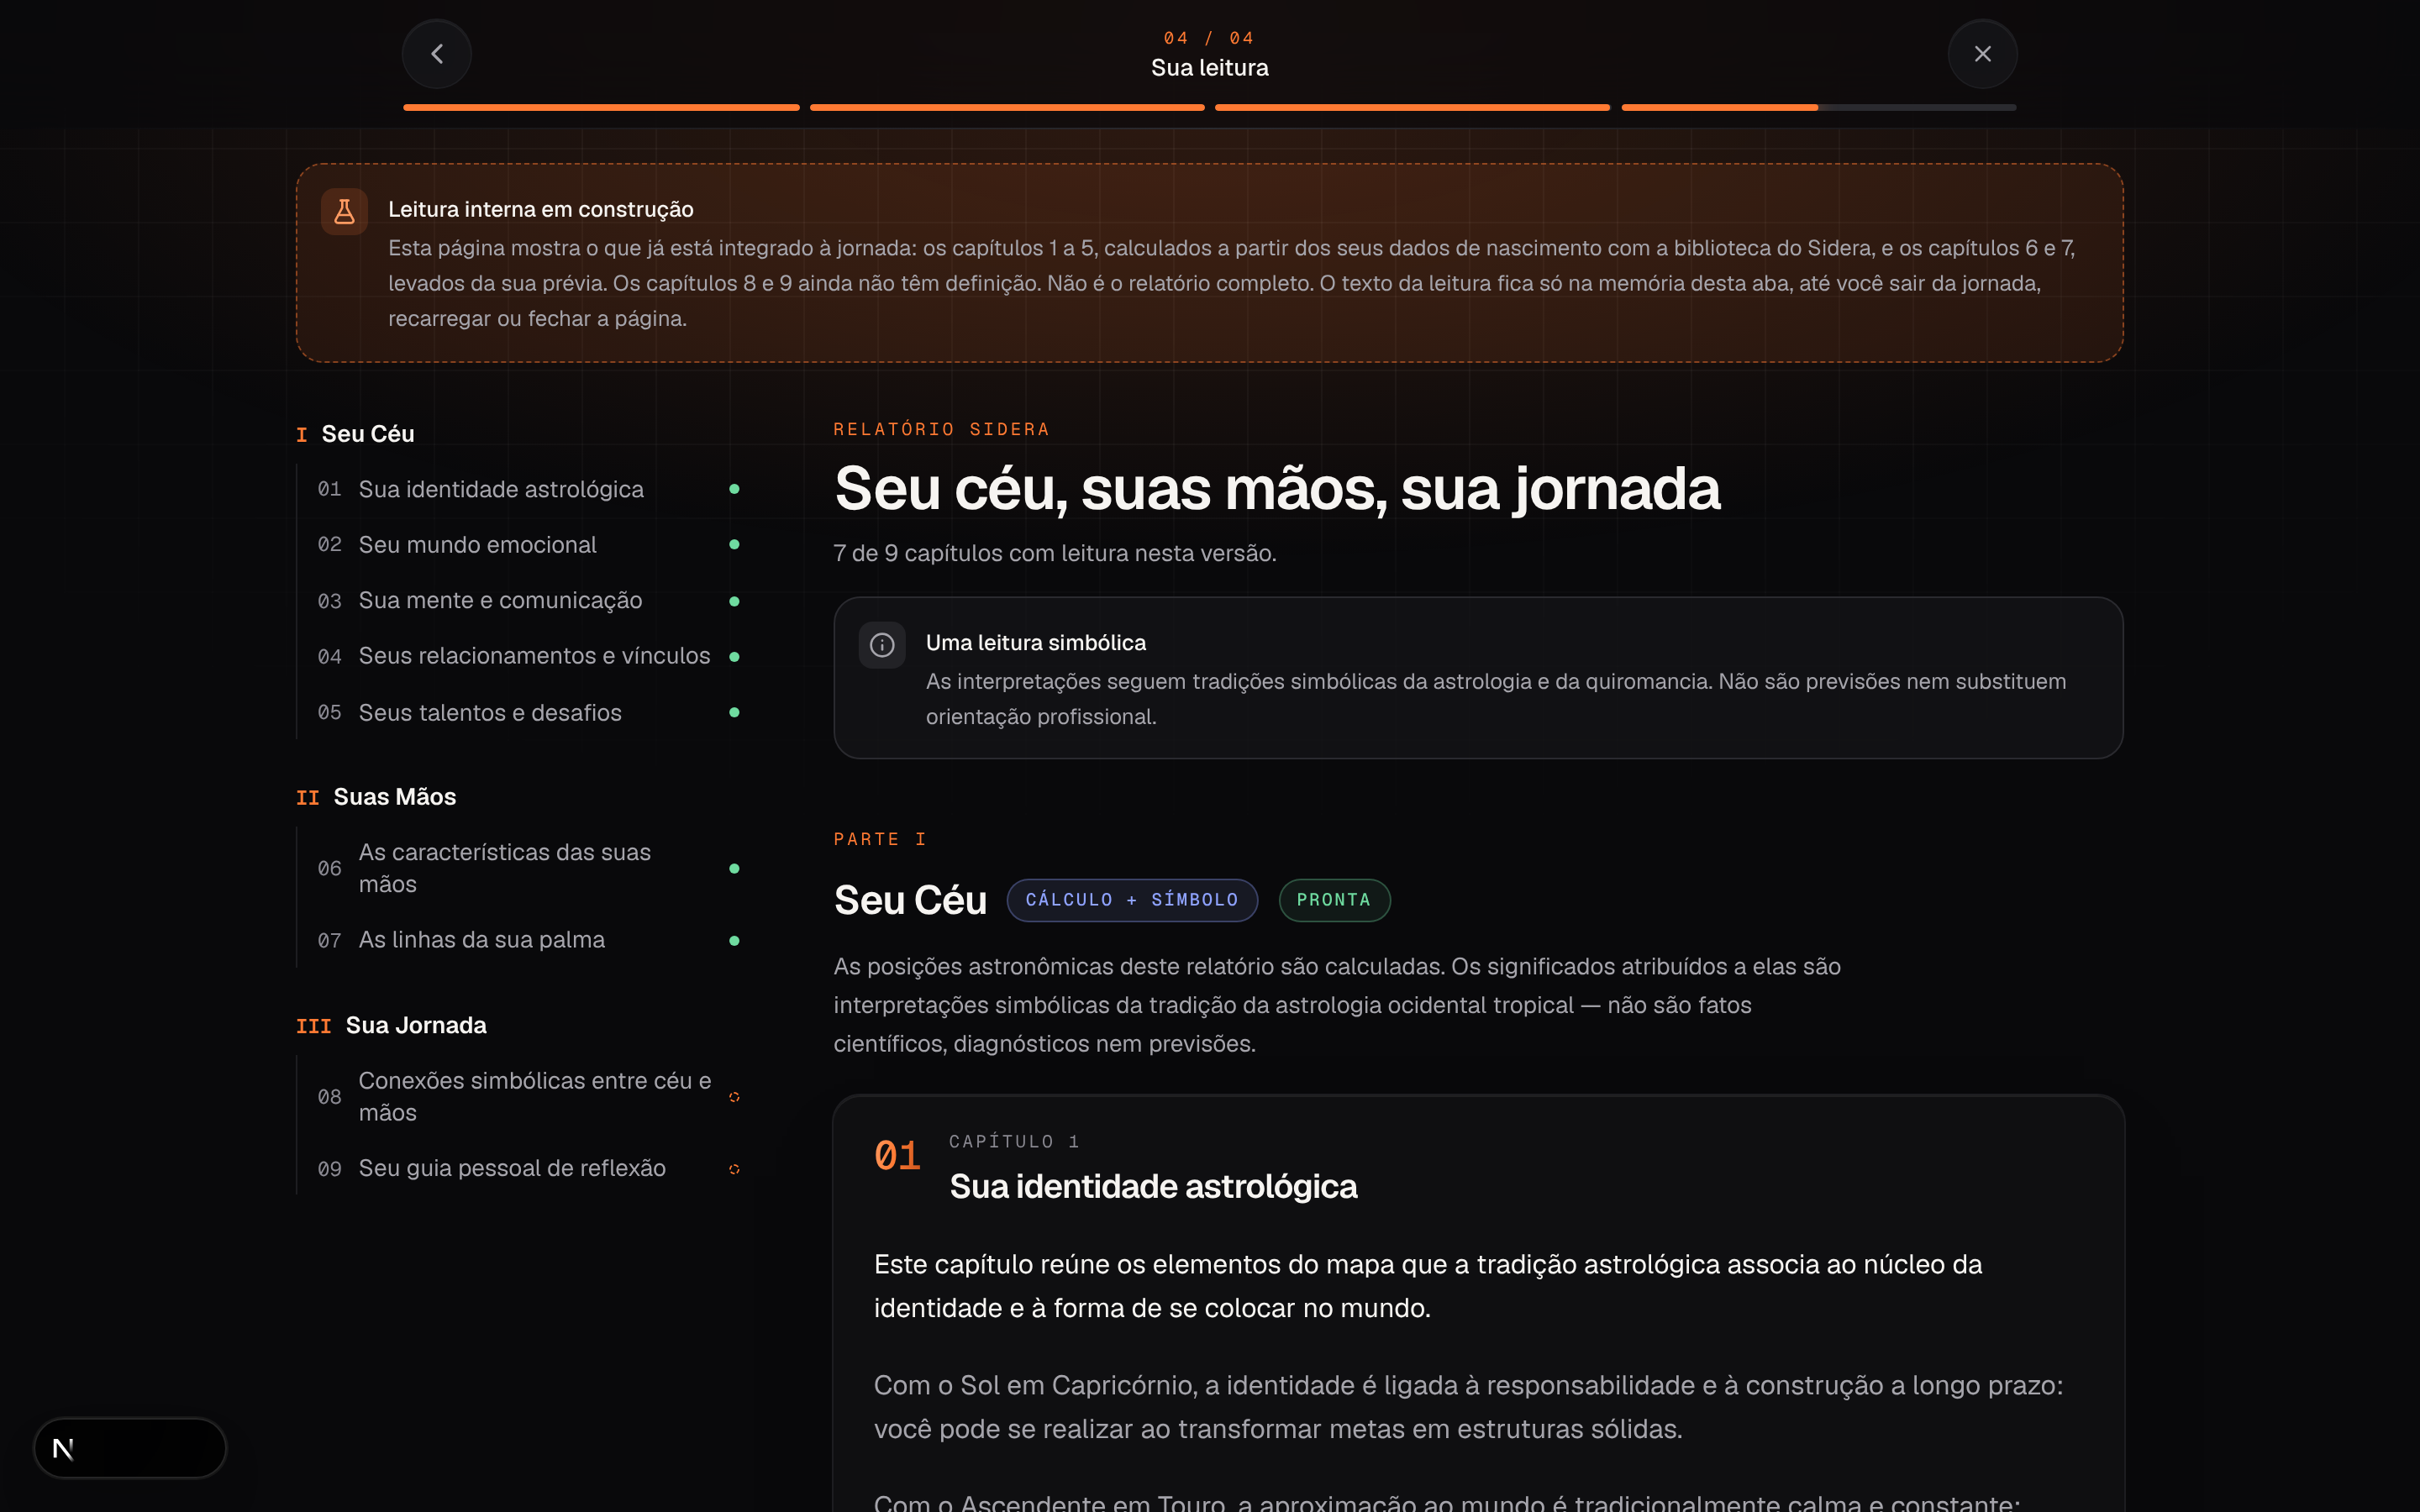 04 / 04
Sua leitura
Leitura interna em construção
Esta página mostra o que já está integrado à jornada: os capítulos 1 a 5, calculados a partir dos seus dados de nascimento com a biblioteca do Sidera, e os capítulos 6 e 7,
levados da sua prévia. Os capítulos 8 e 9 ainda não têm definição. Não é o relatório completo. O texto da leitura fica só na memória desta aba, até você sair da jornada,
recarregar ou fechar a página.
I Seu Céu
01 Sua identidade astrológica
02 Seu mundo emocional
03 Sua mente e comunicação
04 Seus relacionamentos e vínculos
05 Seus talentos e desafios
II Suas Mãos
06 As características das suas
mãos
07 As linhas da sua palma
III Sua Jornada
08 Conexões simbólicas entre céu e
mãos
09 Seu guia pessoal de reflexão
RELATÓRIO SIDERA
Seu céu, suas mãos, sua jornada
7 de 9 capítulos com leitura nesta versão.
Uma leitura simbólica
As interpretações seguem tradições simbólicas da astrologia e da quiromancia. Não são previsões nem substituem
orientação profissional.
PARTE I
Seu Céu CÁLCULO + SÍMBOLO PRONTA
As posições astronômicas deste relatório são calculadas. Os significados atribuídos a elas são
interpretações simbólicas da tradição da astrologia ocidental tropical — não são fatos
científicos, diagnósticos nem previsões.
01 CAPÍTULO 1
Sua identidade astrológica
Este capítulo reúne os elementos do mapa que a tradição astrológica associa ao núcleo da
identidade e à forma de se colocar no mundo.
Com o Sol em Capricórnio, a identidade é ligada à responsabilidade e à construção a longo prazo:
você pode se realizar ao transformar metas em estruturas sólidas.
Com o Ascendente em Touro, a aproximação ao mundo é tradicionalmente calma e constante:
N